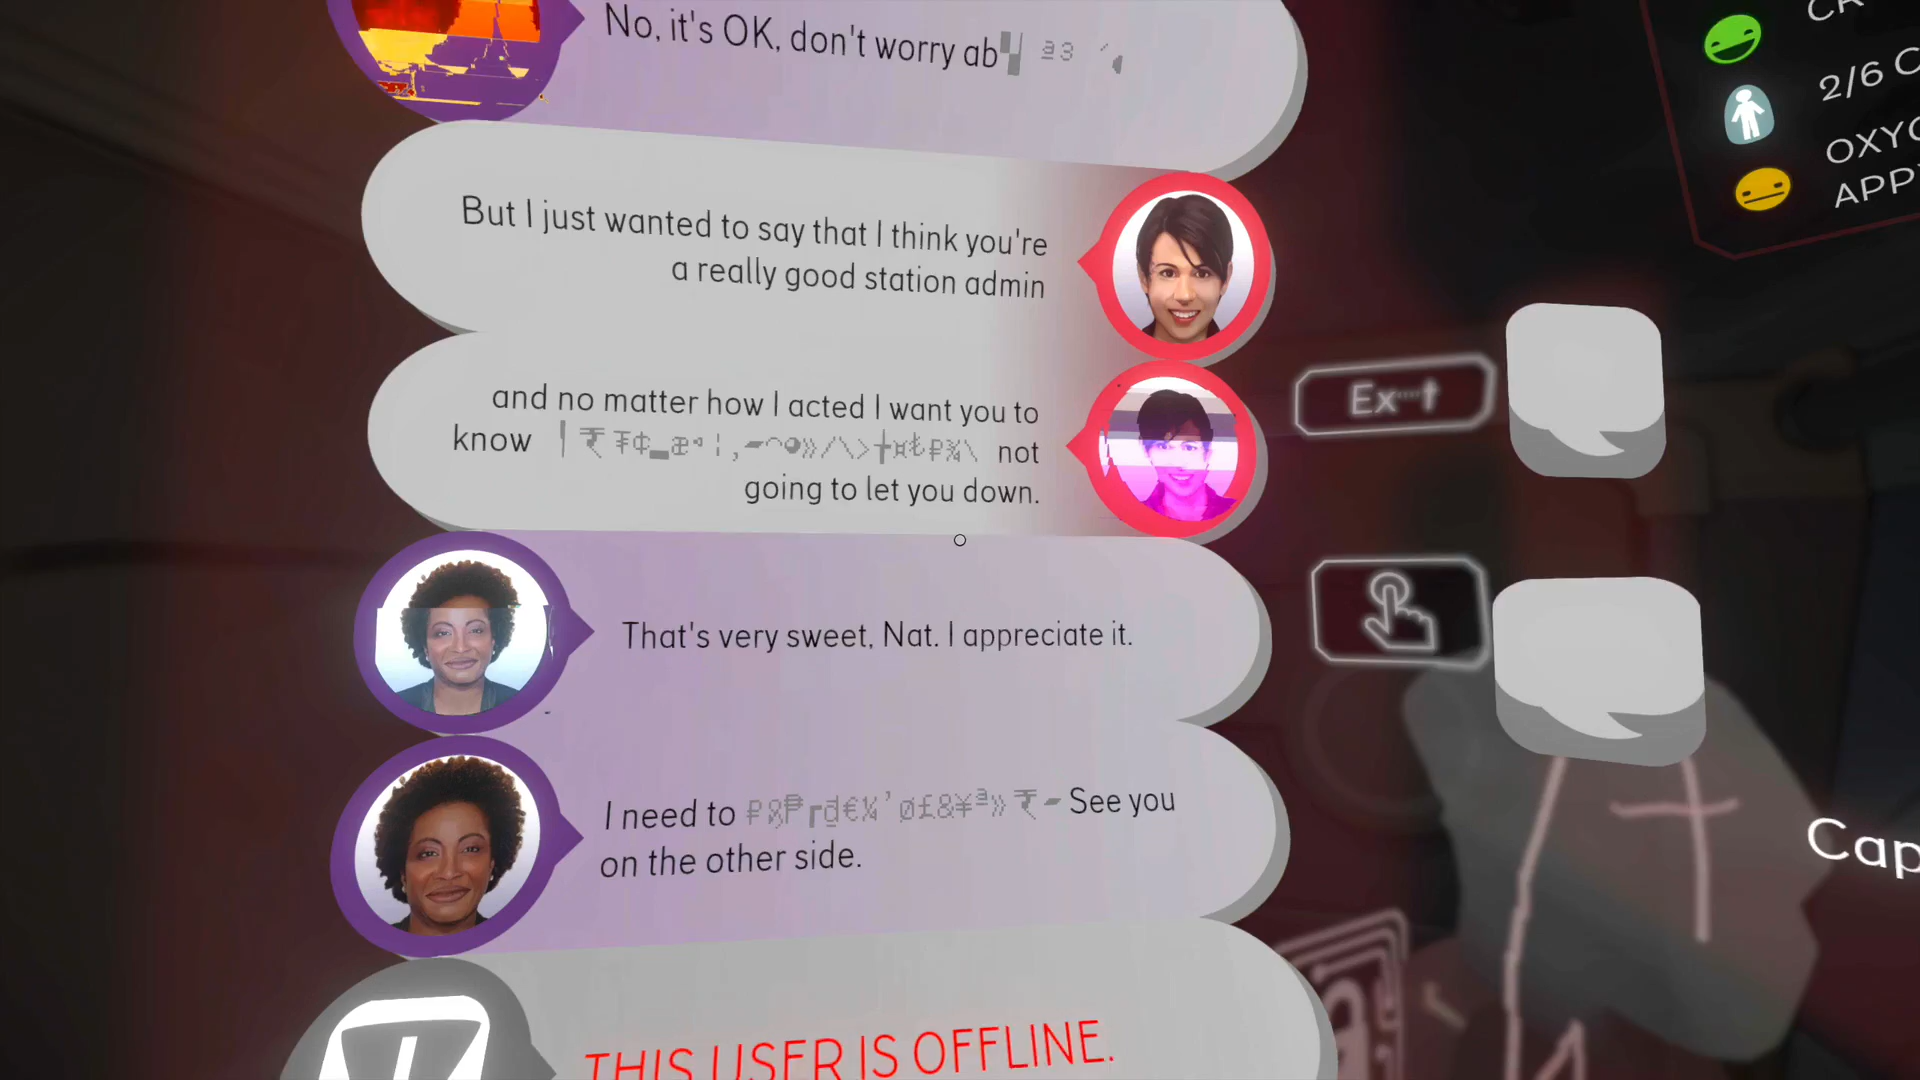 No, it's OK, don't worry ab
But I just wanted to say that I think you're
a really good station admin
and no matter how I acted I want you to
know not
going to let you down.
That's very sweet, Nat. I appreciate it.
I need to See you
on the other side.
THIS USER IS OFFLINE.
2/6 C
OXYG
APP
Cap